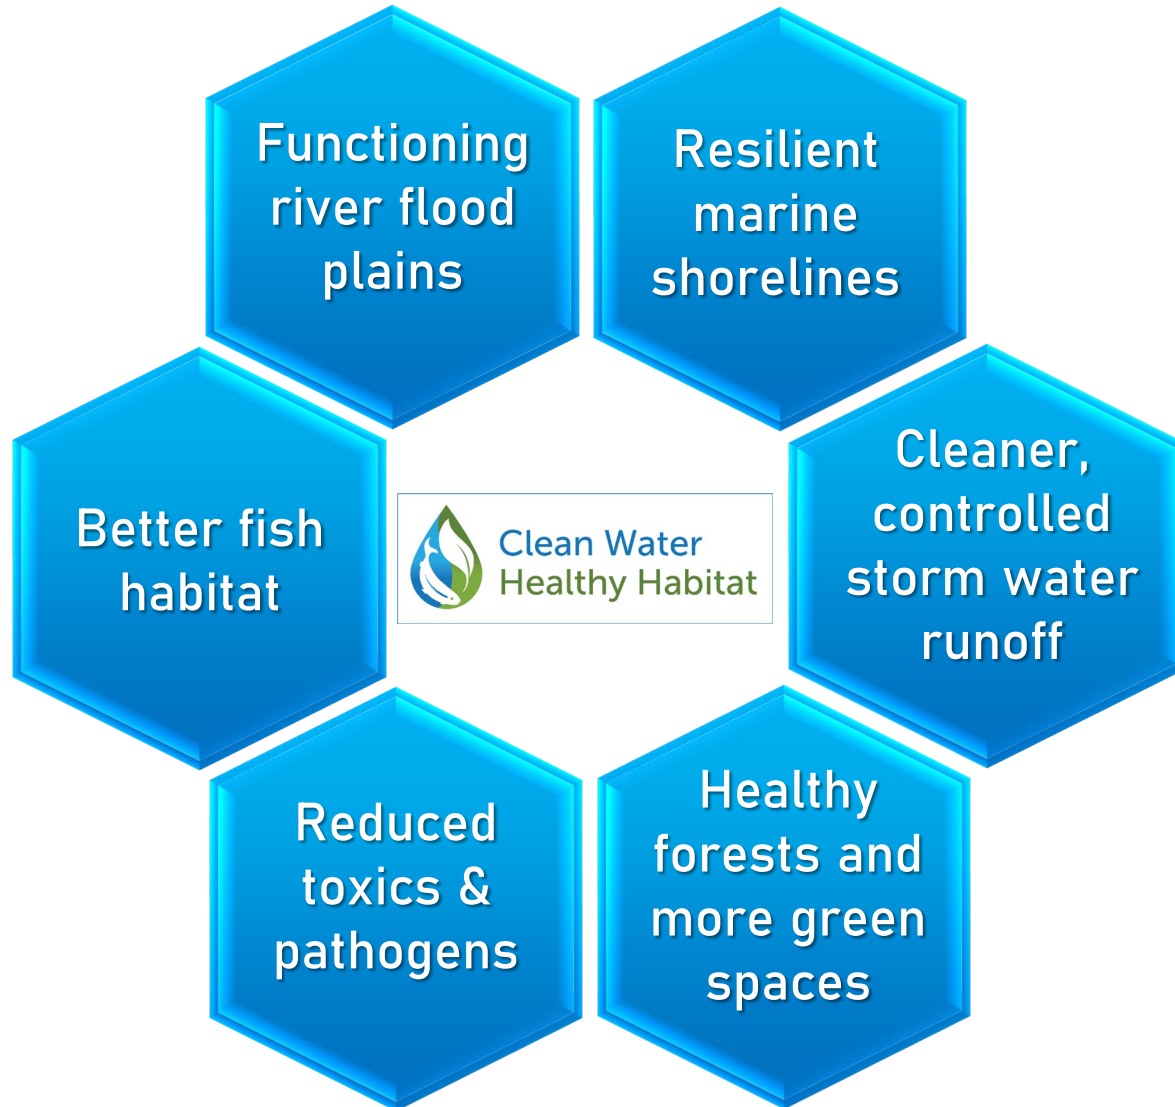 Functioning
river flood
plains
Resilient
marine
shorelines
Cleaner,
controlled
storm water
runoff
Better fish
habitat
Clean Water
Healthy Habitat
Reduced
toxics &
pathogens
Healthy
forests and
more green
spaces